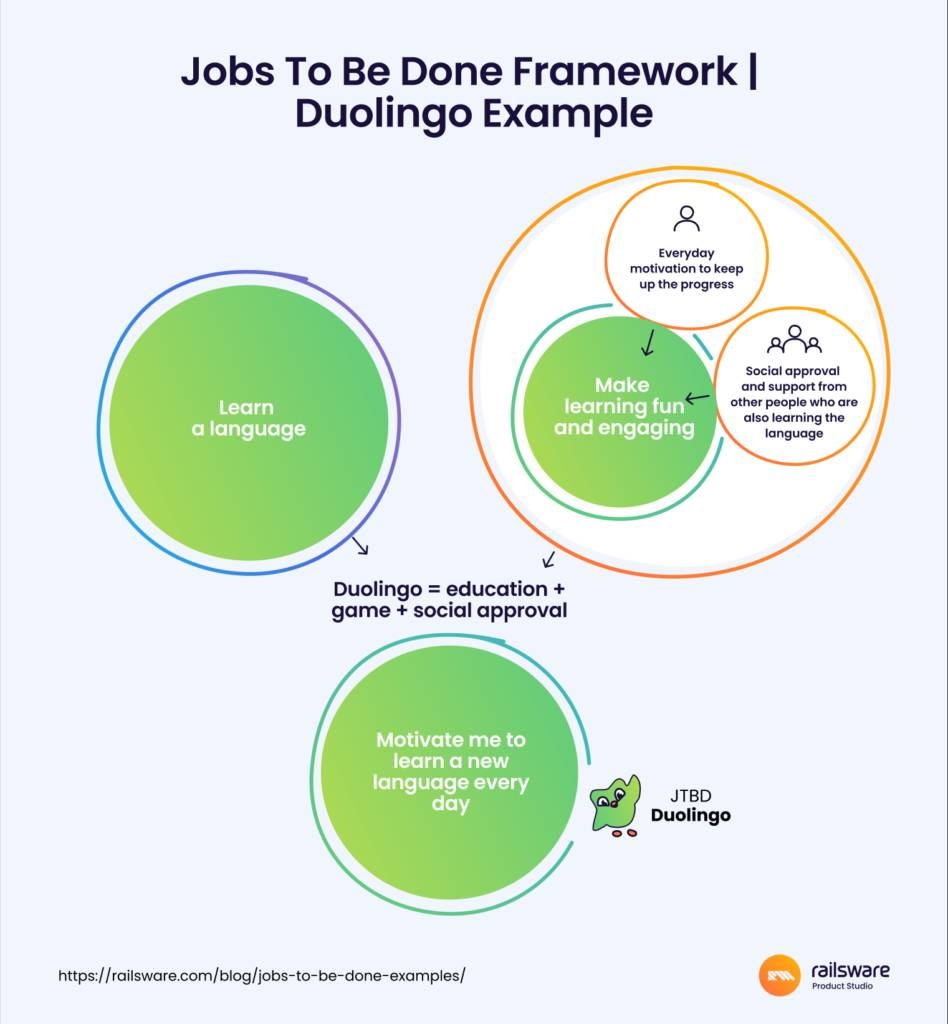 Jobs To Be Done Framework |
Duolingo Example
Everyday
motivation to keep
up the progress
Social approval
and support from
other people who are
also learning the
language
Make
learning fun
and engaging
Learn
a language
Duolingo = education +
game + social approval
Motivate me to
learn a new
language every
day
JTBD
Duolingo
https://railsware.com/blog/jobs-to-be-done-examples/
railsware
Product Studio